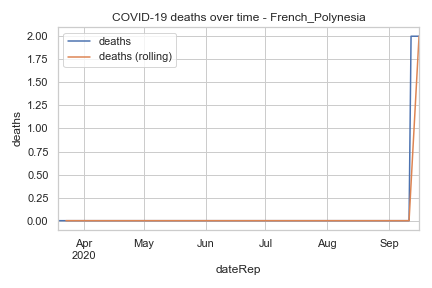 COVID-19 deaths over time - French_Polynesia
deaths
deaths (rolling)
2.00
1.75
1.50
1.25
1.00
0.75
0.50
0.25
0.00
deaths
Apr
2020
May
Jun
Jul
Aug
Sep
dateRep